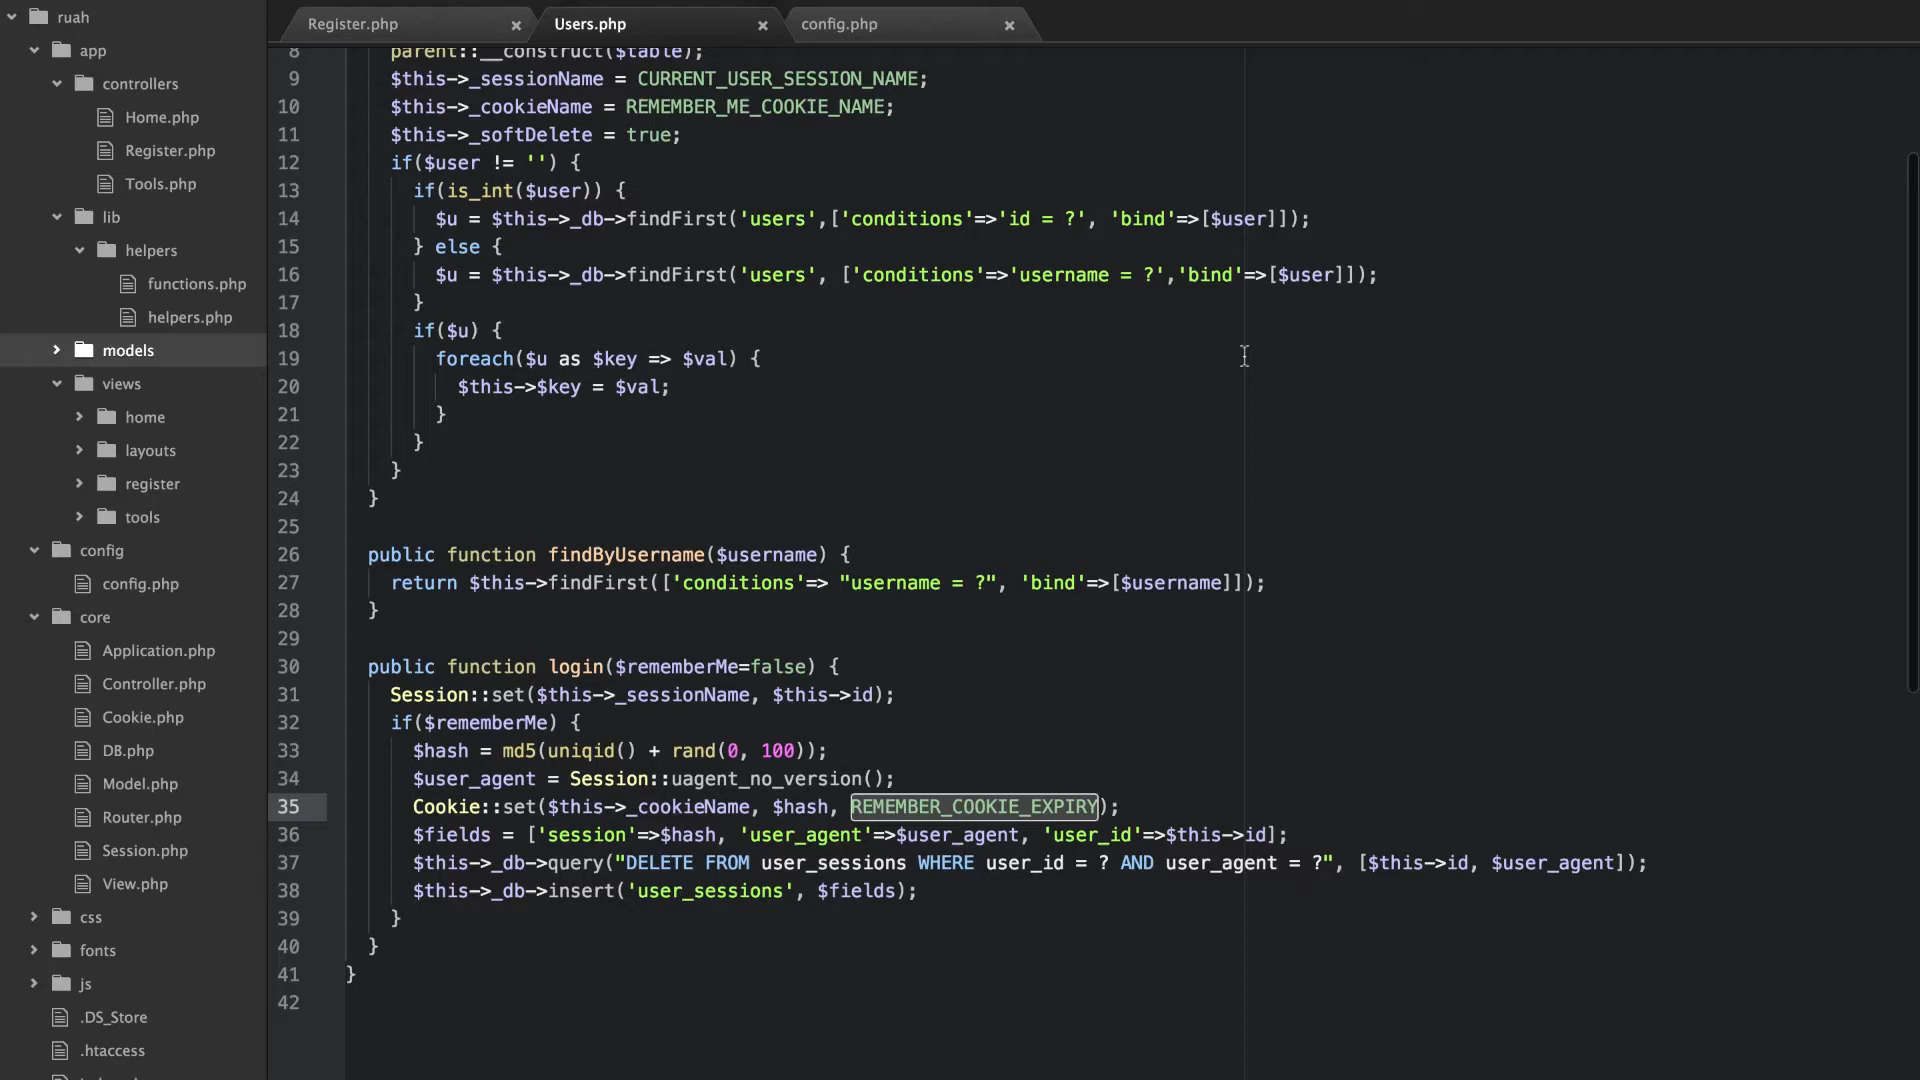 ruah
app
controllers
Home.php
Register.php
Tools.php
lib
helpers
functions.php
helpers.php
models
views
home
layouts
register
tools
config
config.php
core
Application.php
Controller.php
Cookie.php
DB.php
Model.php
Router.php
Session.php
View.php
css
fonts
js
.DS_Store
.htaccess
Register.php × Users.php × config.php ×
8 parent::__construct($table);
9 $this->_sessionName = CURRENT_USER_SESSION_NAME;
10 $this->_cookieName = REMEMBER_ME_COOKIE_NAME;
11 $this->_softDelete = true;
12 if($user != '') {
13 if(is_int($user)) {
14 $u = $this->_db->findFirst('users',['conditions'=>'id = ?', 'bind'=>[$user]]);
15 } else {
16 $u = $this->_db->findFirst('users', ['conditions'=>'username = ?','bind'=>[$user]]);
17 }
18 if($u) {
19 foreach($u as $key => $val) {
20 $this->$key = $val;
21 }
22 }
23 }
24 }
25
26 public function findByUsername($username) {
27 return $this->findFirst(['conditions'=> "username = ?", 'bind'=>[$username]]);
28 }
29
30 public function login($rememberMe=false) {
31 Session::set($this->_sessionName, $this->id);
32 if($rememberMe) {
33 $hash = md5(uniqid() + rand(0, 100));
34 $user_agent = Session::uagent_no_version();
35 Cookie::set($this->_cookieName, $hash, REMEMBER_COOKIE_EXPIRY);
36 $fields = ['session'=>$hash, 'user_agent'=>$user_agent, 'user_id'=>$this->id];
37 $this->_db->query("DELETE FROM user_sessions WHERE user_id = ? AND user_agent = ?", [$this->id, $user_agent]);
38 $this->_db->insert('user_sessions', $fields);
39 }
40 }
41 }
42